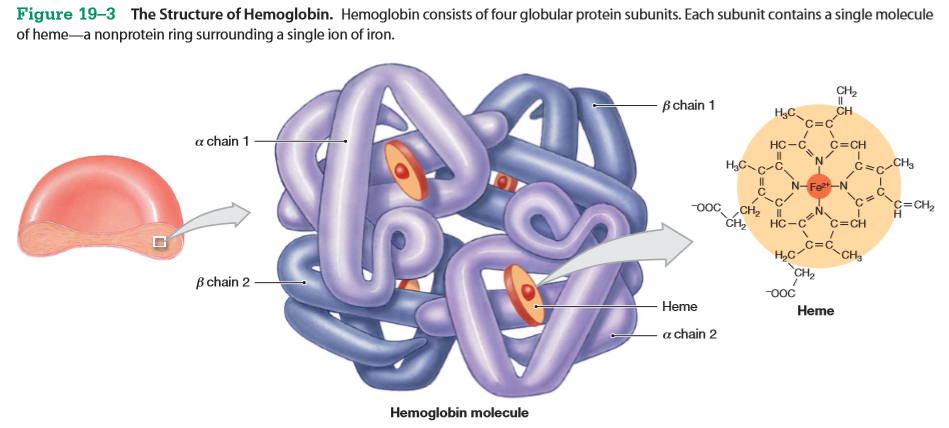 Figure 19–3 The Structure of Hemoglobin. Hemoglobin consists of four globular protein subunits. Each subunit contains a single molecule
of heme—a nonprotein ring surrounding a single ion of iron.
α chain 1
β chain 1
β chain 2
Heme
α chain 2
Hemoglobin molecule
CH₂
H₃C
CH
C=C
HC
C
C
CH
H₃C
C
N
C
CH₃
C
C
C
C
N
Fe²⁺
N
C
C
C
C
C=CH₂
H
⁻OOC
CH₂
CH₂
C
N
C
HC
C
C
CH
C=C
H₂C
CH₃
CH₂
⁻OOC
Heme